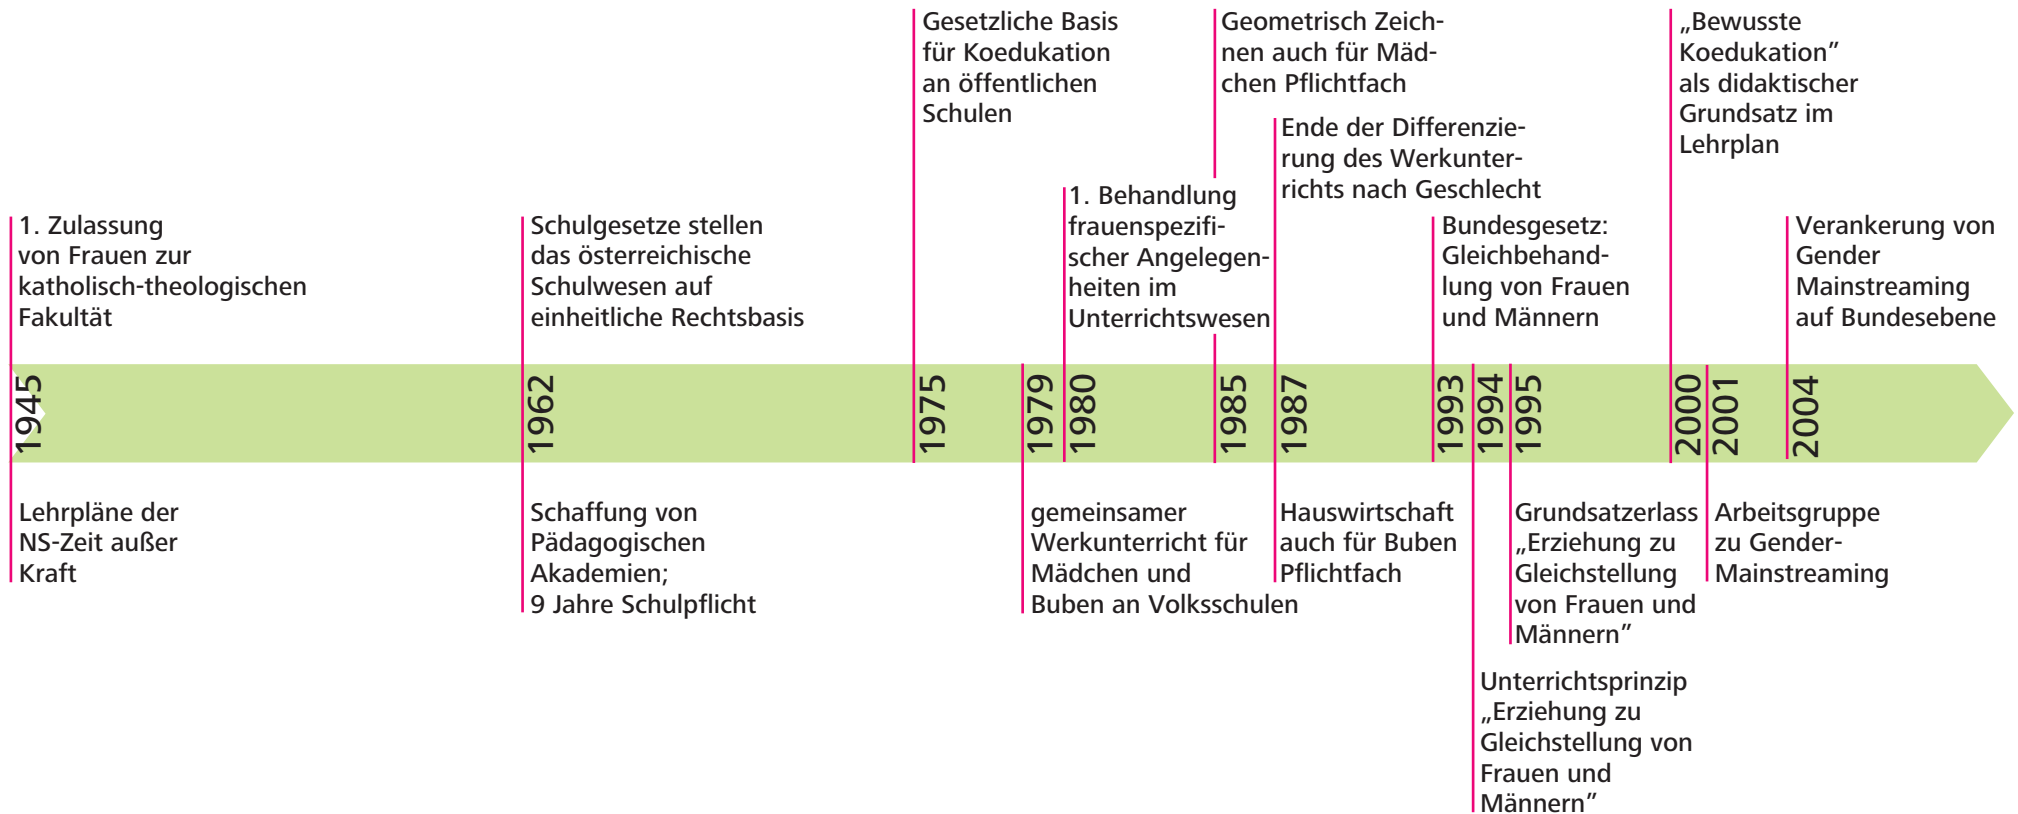 Gesetzliche Basis
für Koedukation
an öffentlichen
Schulen
Geometrisch Zeich-
nen auch für Mäd-
chen Pflichtfach
„Bewusste
Koedukation”
als didaktischer
Grundsatz im
Lehrplan
Ende der Differenzie-
rung des Werkunter-
richts nach Geschlecht
1. Zulassung
von Frauen zur
katholisch-theologischen
Fakultät
Schulgesetze stellen
das österreichische
Schulwesen auf
einheitliche Rechtsbasis
1. Behandlung
frauenspezifi-
scher Angelegen-
heiten im
Unterrichtswesen
Bundesgesetz:
Gleichbehand-
lung von Frauen
und Männern
Verankerung von
Gender
Mainstreaming
auf Bundesebene
1945
1962
1975
1979
1980
1985
1987
1993
1994
1995
2000
2001
2004
Lehrpläne der
NS-Zeit außer
Kraft
Schaffung von
Pädagogischen
Akademien;
9 Jahre Schulpflicht
gemeinsamer
Werkunterricht für
Mädchen und
Buben an Volksschulen
Hauswirtschaft
auch für Buben
Pflichtfach
Grundsatzerlass
„Erziehung zu
Gleichstellung
von Frauen und
Männern”
Arbeitsgruppe
zu Gender-
Mainstreaming
Unterrichtsprinzip
„Erziehung zu
Gleichstellung von
Frauen und
Männern”